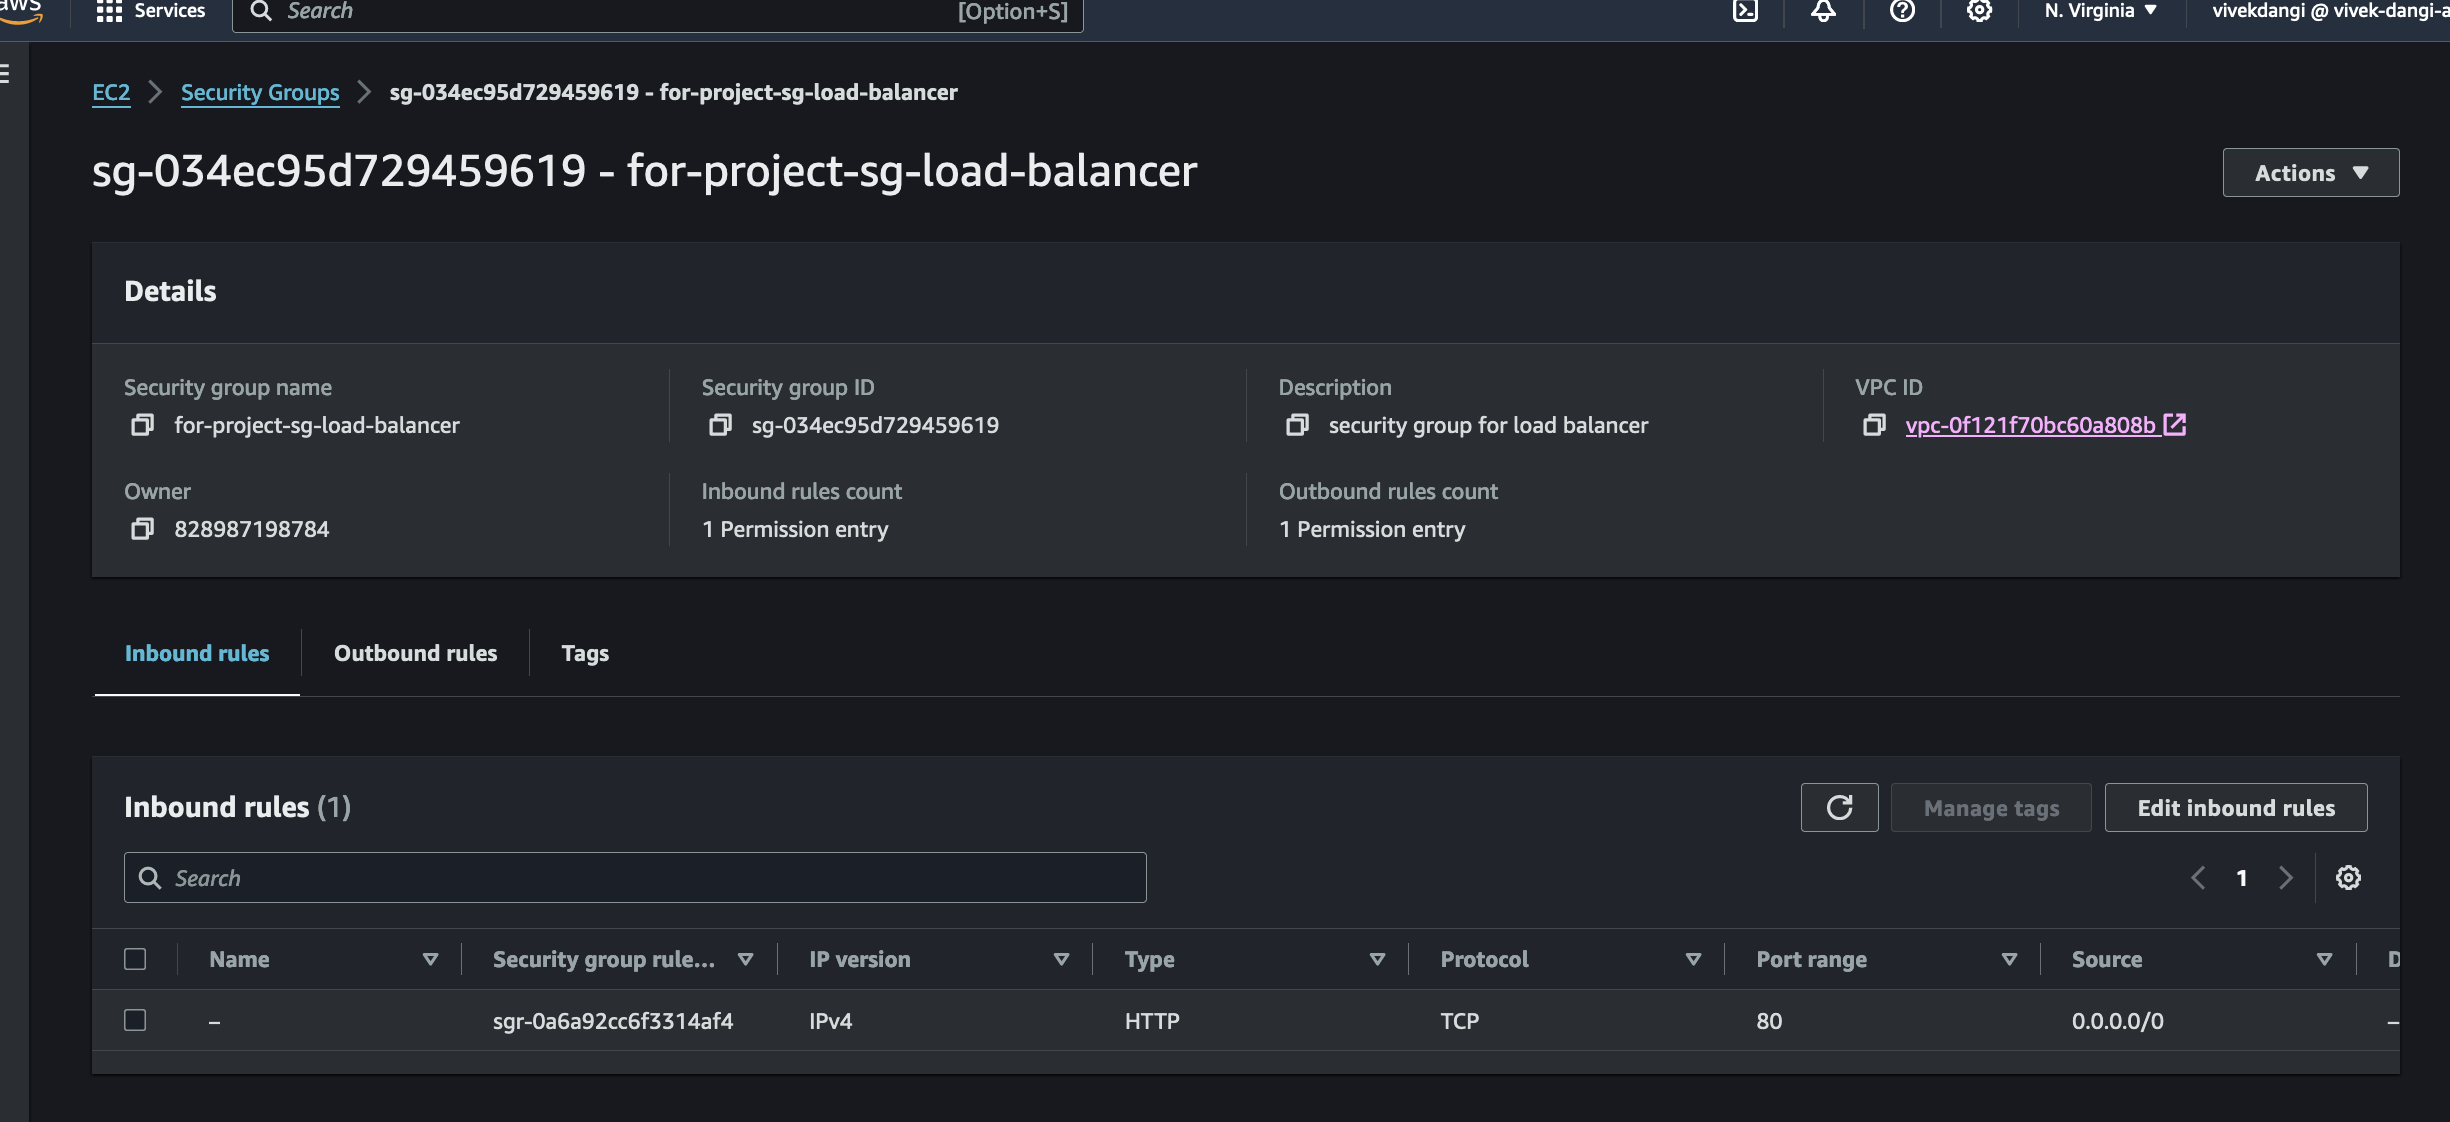 aws
Services
Search
[Option+S]
N. Virginia
vivekdangi @ vivek-dangi-a
EC2
Security Groups
sg-034ec95d729459619 - for-project-sg-load-balancer
sg-034ec95d729459619 - for-project-sg-load-balancer
Actions
Details
Security group name
for-project-sg-load-balancer
Security group ID
sg-034ec95d729459619
Description
security group for load balancer
VPC ID
vpc-0f121f70bc60a808b
Owner
828987198784
Inbound rules count
1 Permission entry
Outbound rules count
1 Permission entry
Inbound rules
Outbound rules
Tags
Inbound rules (1)
Manage tags
Edit inbound rules
Search
1
Name
Security group rule...
IP version
Type
Protocol
Port range
Source
D
–
sgr-0a6a92cc6f3314af4
IPv4
HTTP
TCP
80
0.0.0.0/0
–